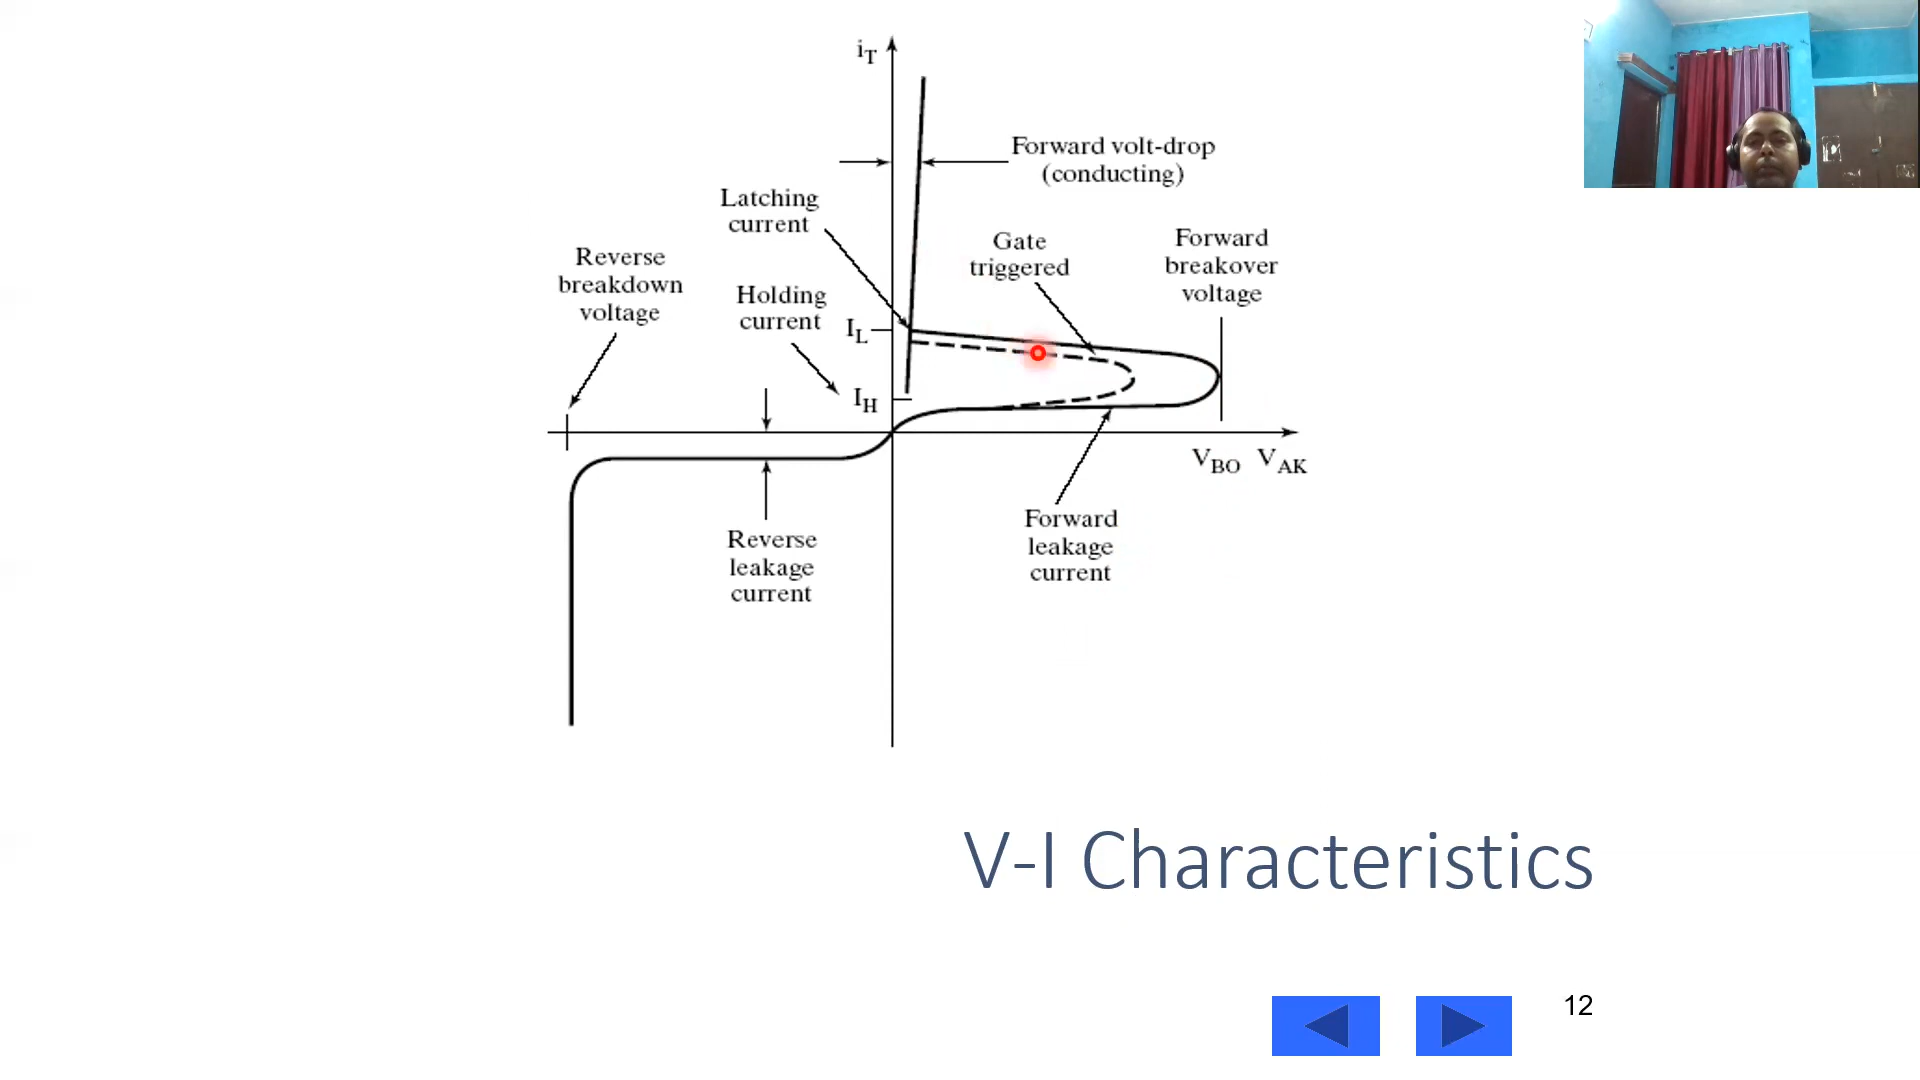 iT
Forward volt-drop
(conducting)
Latching
current
Gate
triggered
Forward
breakover
voltage
Reverse
breakdown
voltage
Holding
current
IL
IH
VBO VAK
Forward
leakage
current
Reverse
leakage
current
V-I Characteristics
12